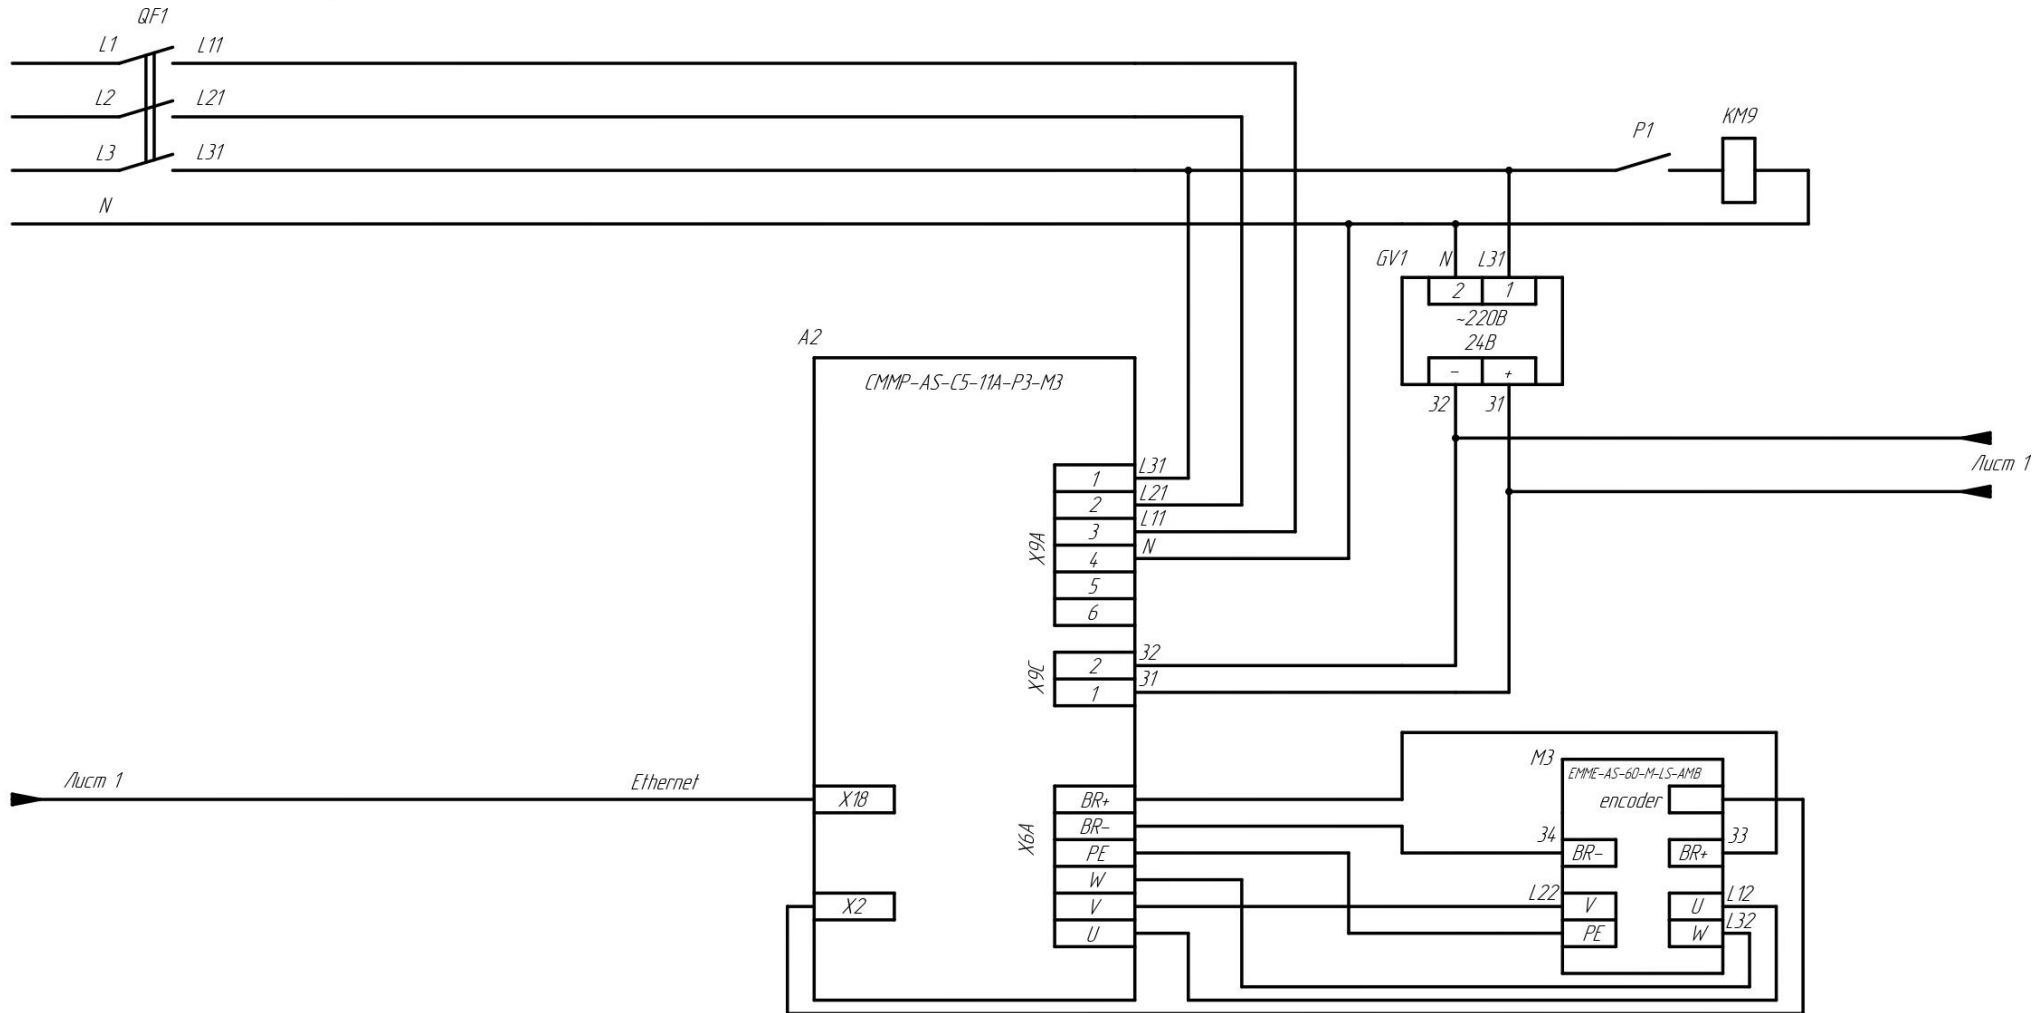 QF1
L1 L11
L2 L21
L3 L31
N
P1
KM9
GV1 N L31
2 1
~220В
24В
- +
32 31
Лист 1
A2
CMMP-AS-C5-11A-P3-M3
X9A
1 L31
2 L21
3 L11
4 N
5
6
X9C
2 32
1 31
Лист 1
Ethernet
X18
X2
X6A
BR+
BR-
PE
W
V
U
M3
EMME-AS-60-M-LS-AMB
encoder
34 BR-
BR+ 33
L22 V
PE
U L12
W L32